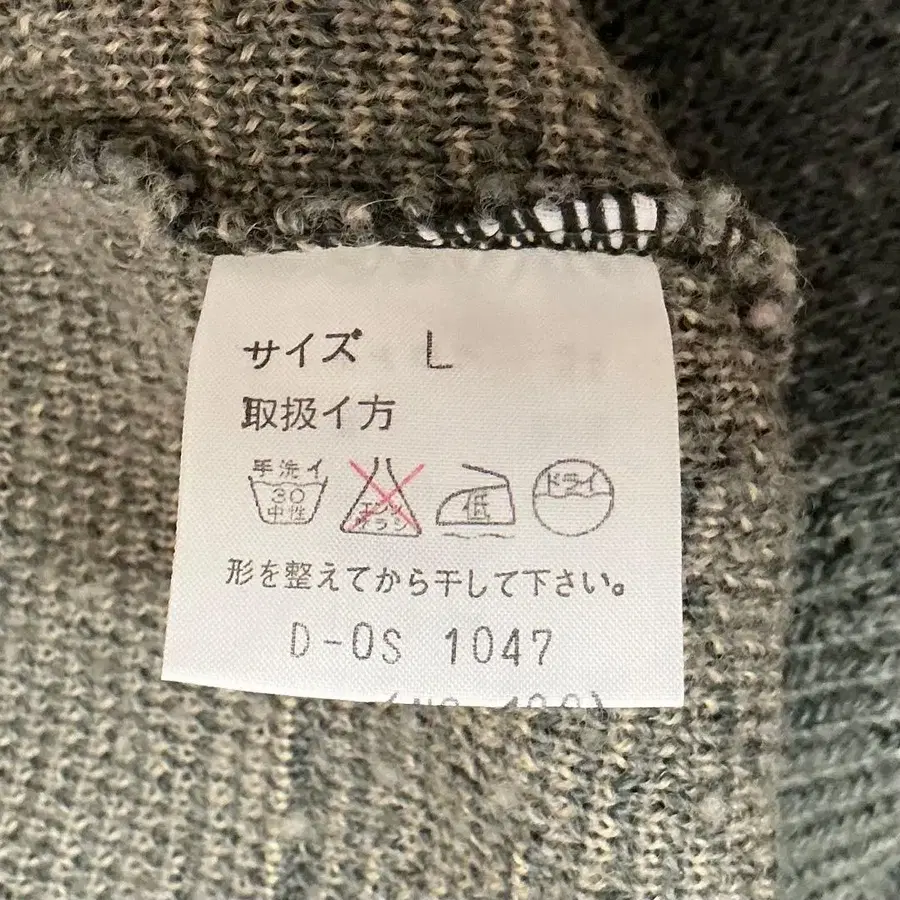 サイズ L
取扱イ方
手洗イ
30
中性
エンソ
サラシ
低
ドライ
形を整えてから干して下さい。
D-0S 1047